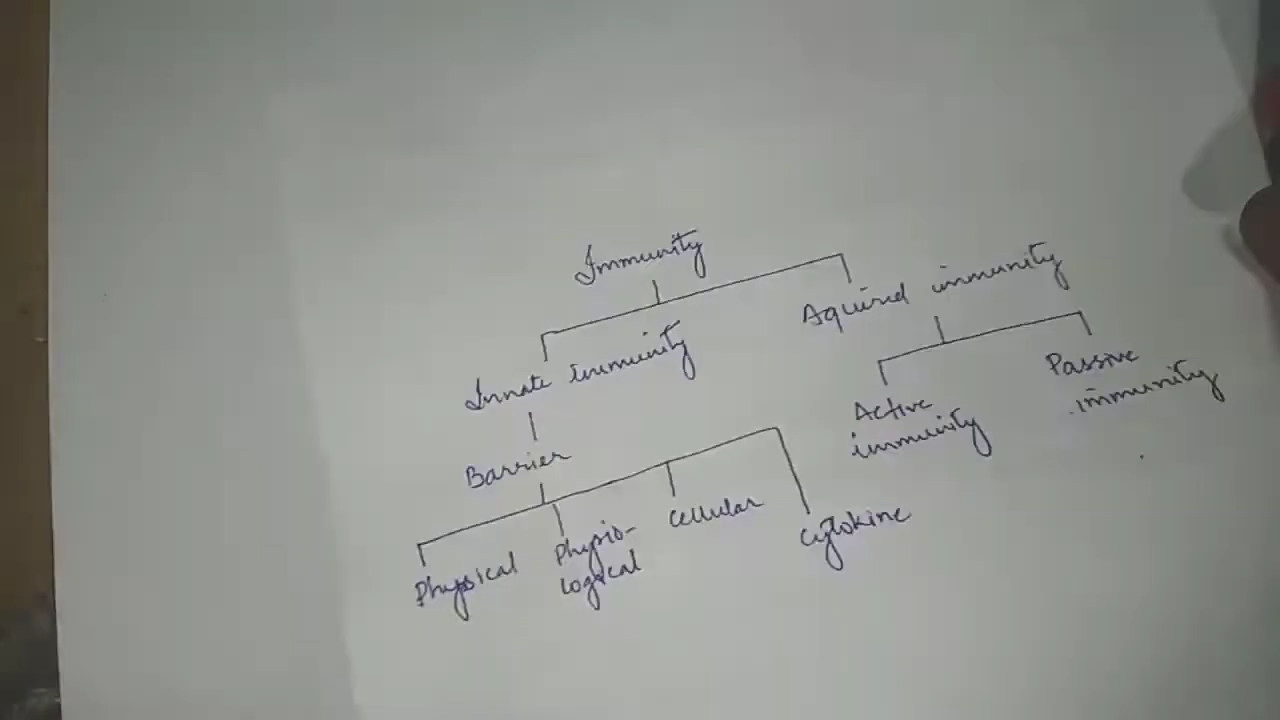 Immunity
Innate immunity
Aquired immunity
Barrier
Active
immunity
Passive
immunity
Physical
Physio-
logical
Cellular
Cytokine